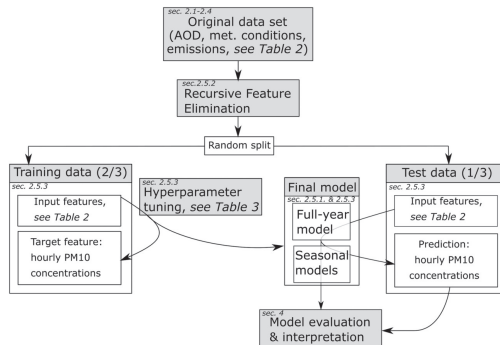 sec. 2.1-2.4
Original data set
(AOD, met. conditions,
emissions, see Table 2)
sec.2.5.2
Recursive Feature
Elimination
Random split
Training data (2/3)
sec. 2.5.3
Input features,
see Table 2
Target feature:
hourly PM10
concentrations
sec. 2.5.3
Hyperparameter
tuning, see Table 3
Final model
sec. 2.5.1. & 2.5.3
Full-year
model
Seasonal
models
Test data (1/3)
sec. 2.5.3
Input features,
see Table 2
Prediction:
hourly PM10
concentrations
sec. 4
Model evaluation
& interpretation